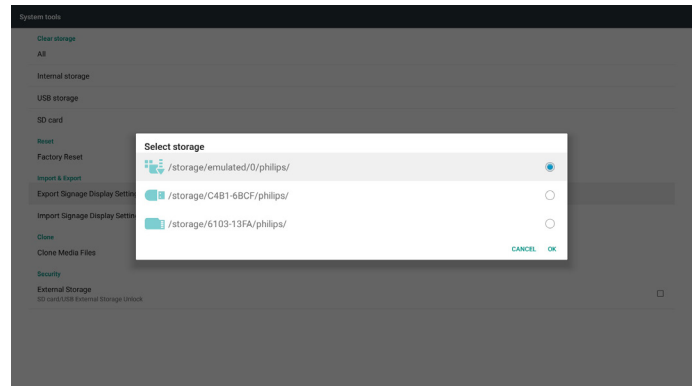 System tools
Clear storage
All
Internal storage
USB storage
SD card
Reset
Factory Reset
Import & Export
Export Signage Display Settin
Import Signage Display Settin
Clone
Clone Media Files
Security
External Storage
SD card/USB External Storage Unlock
Select storage
/storage/emulated/0/philips/
/storage/C4B1-6BCF/philips/
/storage/6103-13FA/philips/
CANCEL OK